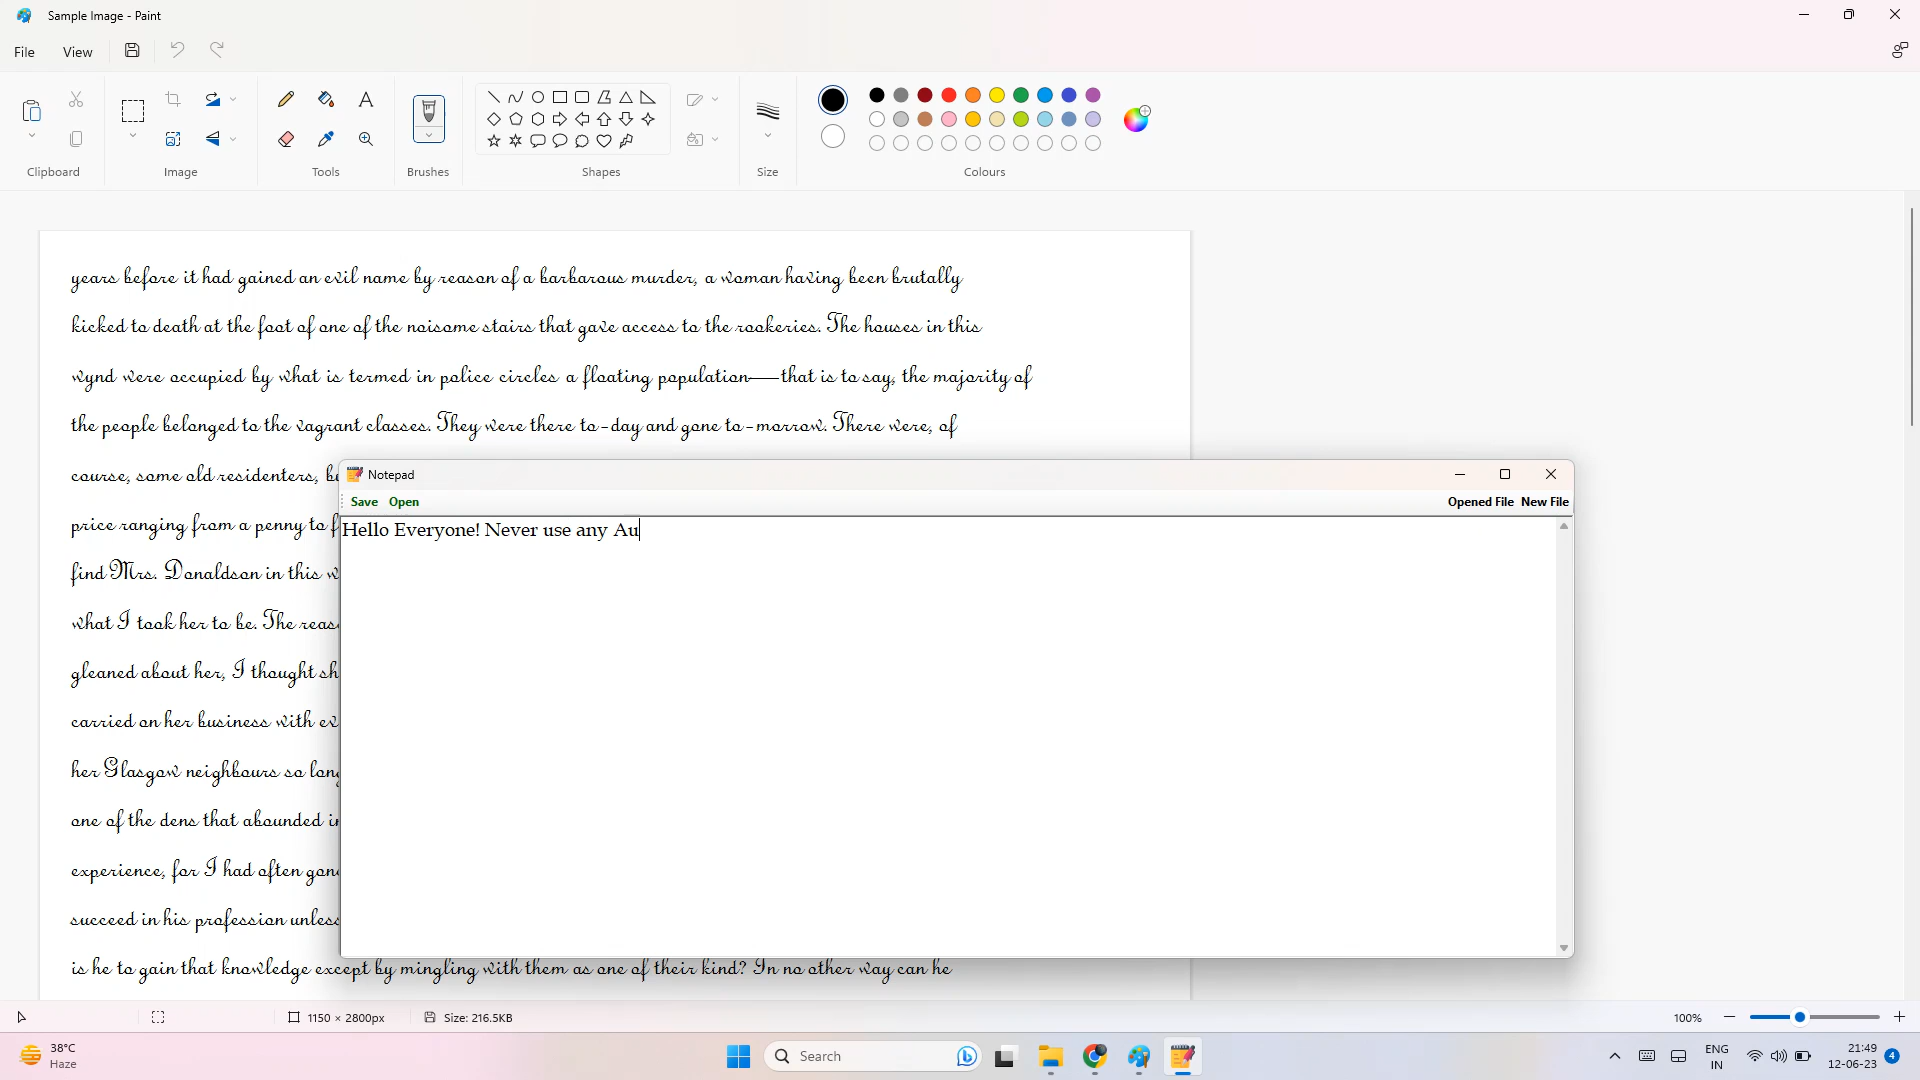 Sample Image - Paint
File View
Clipboard Image Tools Brushes Shapes Size Colours
years before it had gained an evil name by reason of a barbarous murder, a woman having been brutally
kicked to death at the foot of one of the noisome stairs that gave access to the rookeries. The houses in this
wynd were occupied by what is termed in police circles a floating population—that is to say, the majority of
the people belonged to the vagrant classes. They were there to-day and gone to-morrow. There were, of
course, some old residenters, b
price ranging from a penny to f
find Mrs. Donaldson in this w
what I took her to be. The reas
gleaned about her, I thought sh
carried on her business with ev
her Glasgow neighbours so long
one of the dens that abounded in
experience, for I had often gon
succeed in his profession unless
is he to gain that knowledge except by mingling with them as one of their kind? In no other way can he
Notepad
Save Open Opened File New File
Hello Everyone! Never use any Au
1150 × 2800px Size: 216.5KB 100%
38°C
Haze
Search
ENG
IN
21:49
12-06-23
4